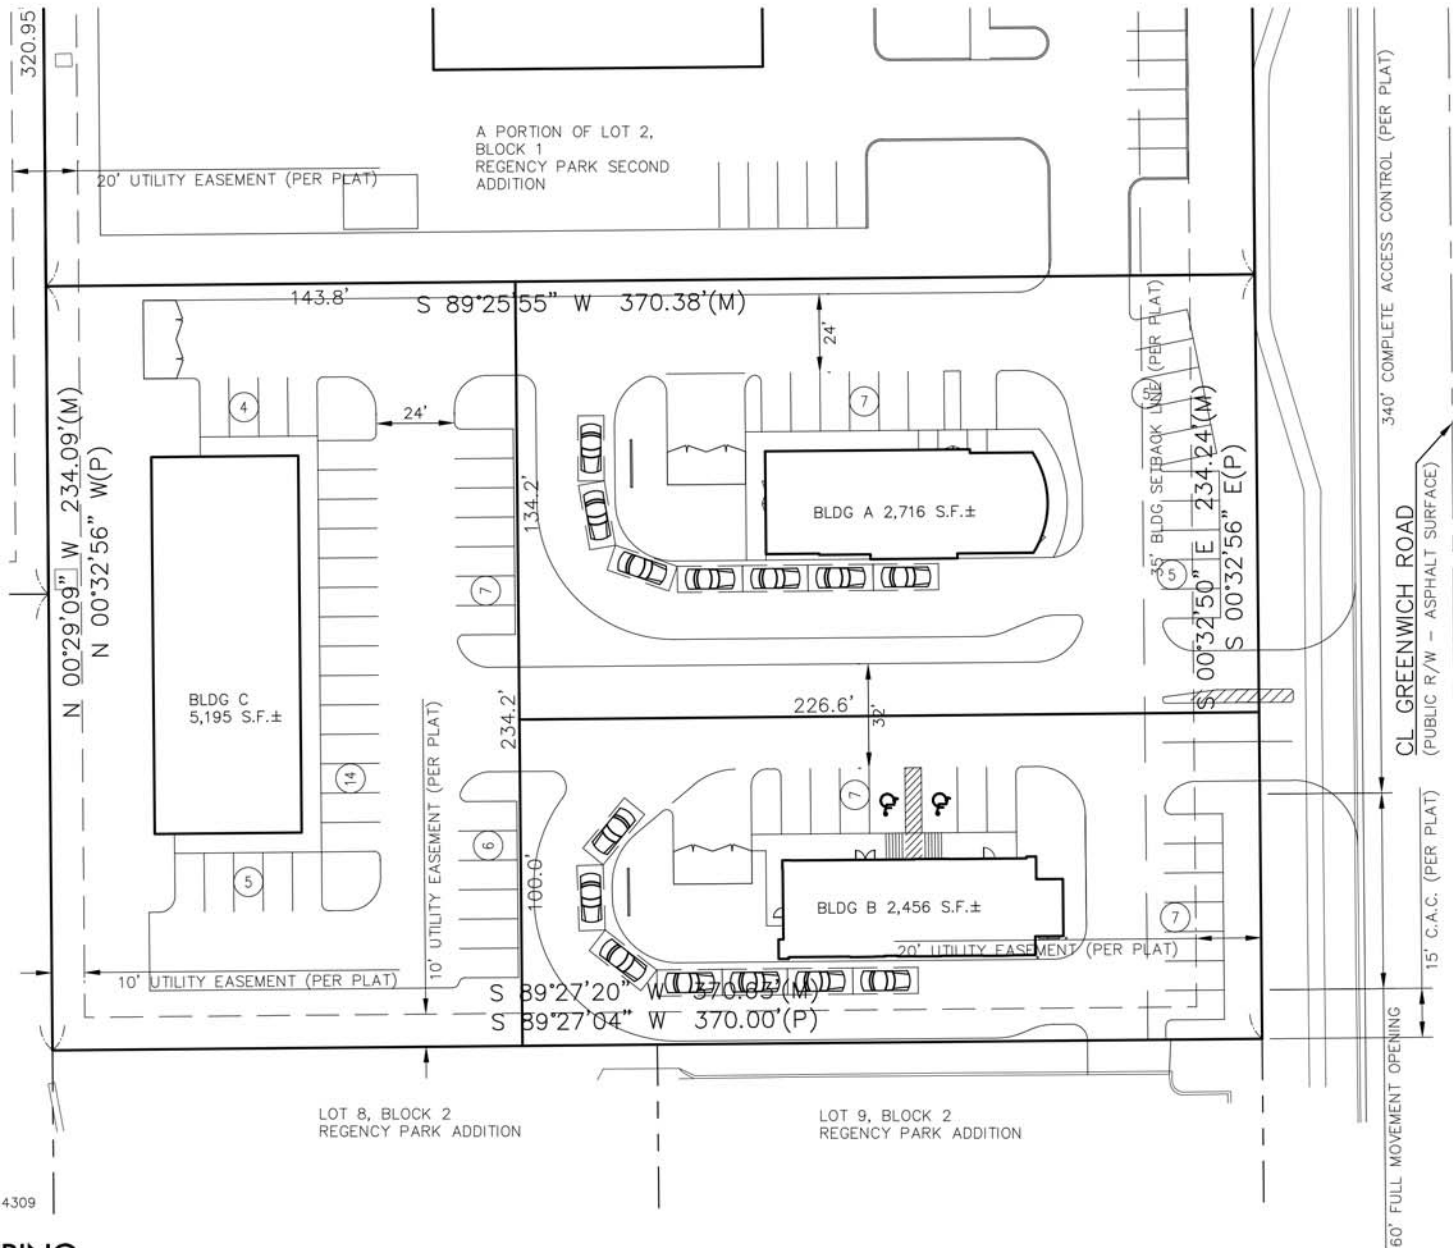 320.95
A PORTION OF LOT 2,
BLOCK 1
REGENCY PARK SECOND
ADDITION
20' UTILITY EASEMENT (PER PLAT)
340' COMPLETE ACCESS CONTROL (PER PLAT)
143.8'
S 89°25'55" W 370.38'(M)
24'
35' BLDG SETBACK LINE (PER PLAT)
N 00°29'09" W 234.09'(M)
N 00°32'56" W(P)
4
24'
7
5
134.2'
BLDG A 2,716 S.F.±
S 00°32'50" E 234.24'(M)
S 00°32'56" E(P)
CL GREENWICH ROAD
(PUBLIC R/W - ASPHALT SURFACE)
7
5
BLDG C
5,195 S.F.±
234.2'
226.6'
32'
14
7
10' UTILITY EASEMENT (PER PLAT)
6
5
100.0'
BLDG B 2,456 S.F.±
7
15' C.A.C. (PER PLAT)
20' UTILITY EASEMENT (PER PLAT)
10' UTILITY EASEMENT (PER PLAT)
S 89°27'20" W 370.63'(M)
S 89°27'04" W 370.00'(P)
60' FULL MOVEMENT OPENING
LOT 8, BLOCK 2
REGENCY PARK ADDITION
LOT 9, BLOCK 2
REGENCY PARK ADDITION
4309